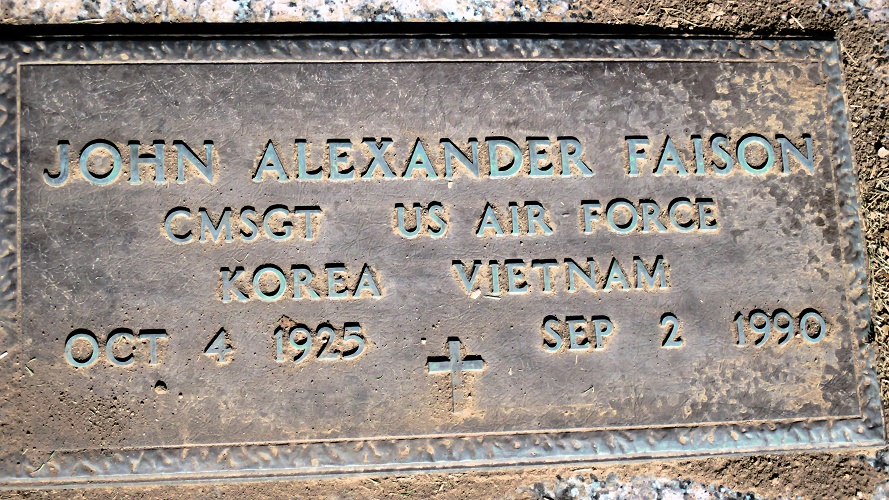 JOHN ALEXANDER FAISON
CMSGT US AIR FORCE
KOREA VIETNAM
OCT 4 1925 SEP 2 1990